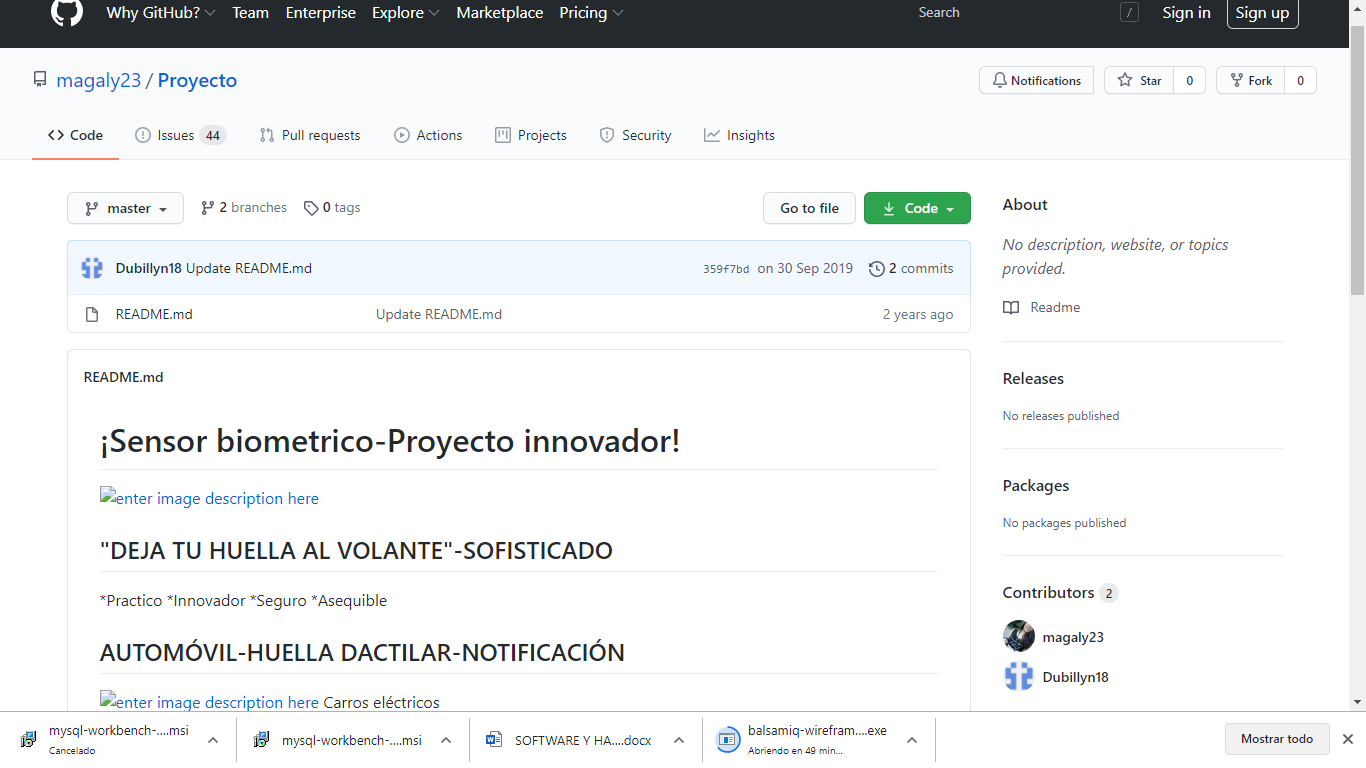 Why GitHub? Team Enterprise Explore Marketplace Pricing Search / Sign in Sign up
magaly23 / Proyecto Notifications Star 0 Fork 0
Code Issues 44 Pull requests Actions Projects Security Insights
master 2 branches 0 tags Go to file Code
Dubillyn18 Update README.md 359f7bd on 30 Sep 2019 2 commits
README.md Update README.md 2 years ago
README.md
¡Sensor biometrico-Proyecto innovador!
enter image description here
"DEJA TU HUELLA AL VOLANTE"-SOFISTICADO
*Practico *Innovador *Seguro *Asequible
AUTOMÓVIL-HUELLA DACTILAR-NOTIFICACIÓN
enter image description here Carros eléctricos
About
No description, website, or topics
provided.
Readme
Releases
No releases published
Packages
No packages published
Contributors 2
magaly23
Dubillyn18
mysql-workbench-....msi
Cancelado
mysql-workbench-....msi
SOFTWARE Y HA....docx
balsamiq-wirefram....exe
Abriendo en 49 min...
Mostrar todo